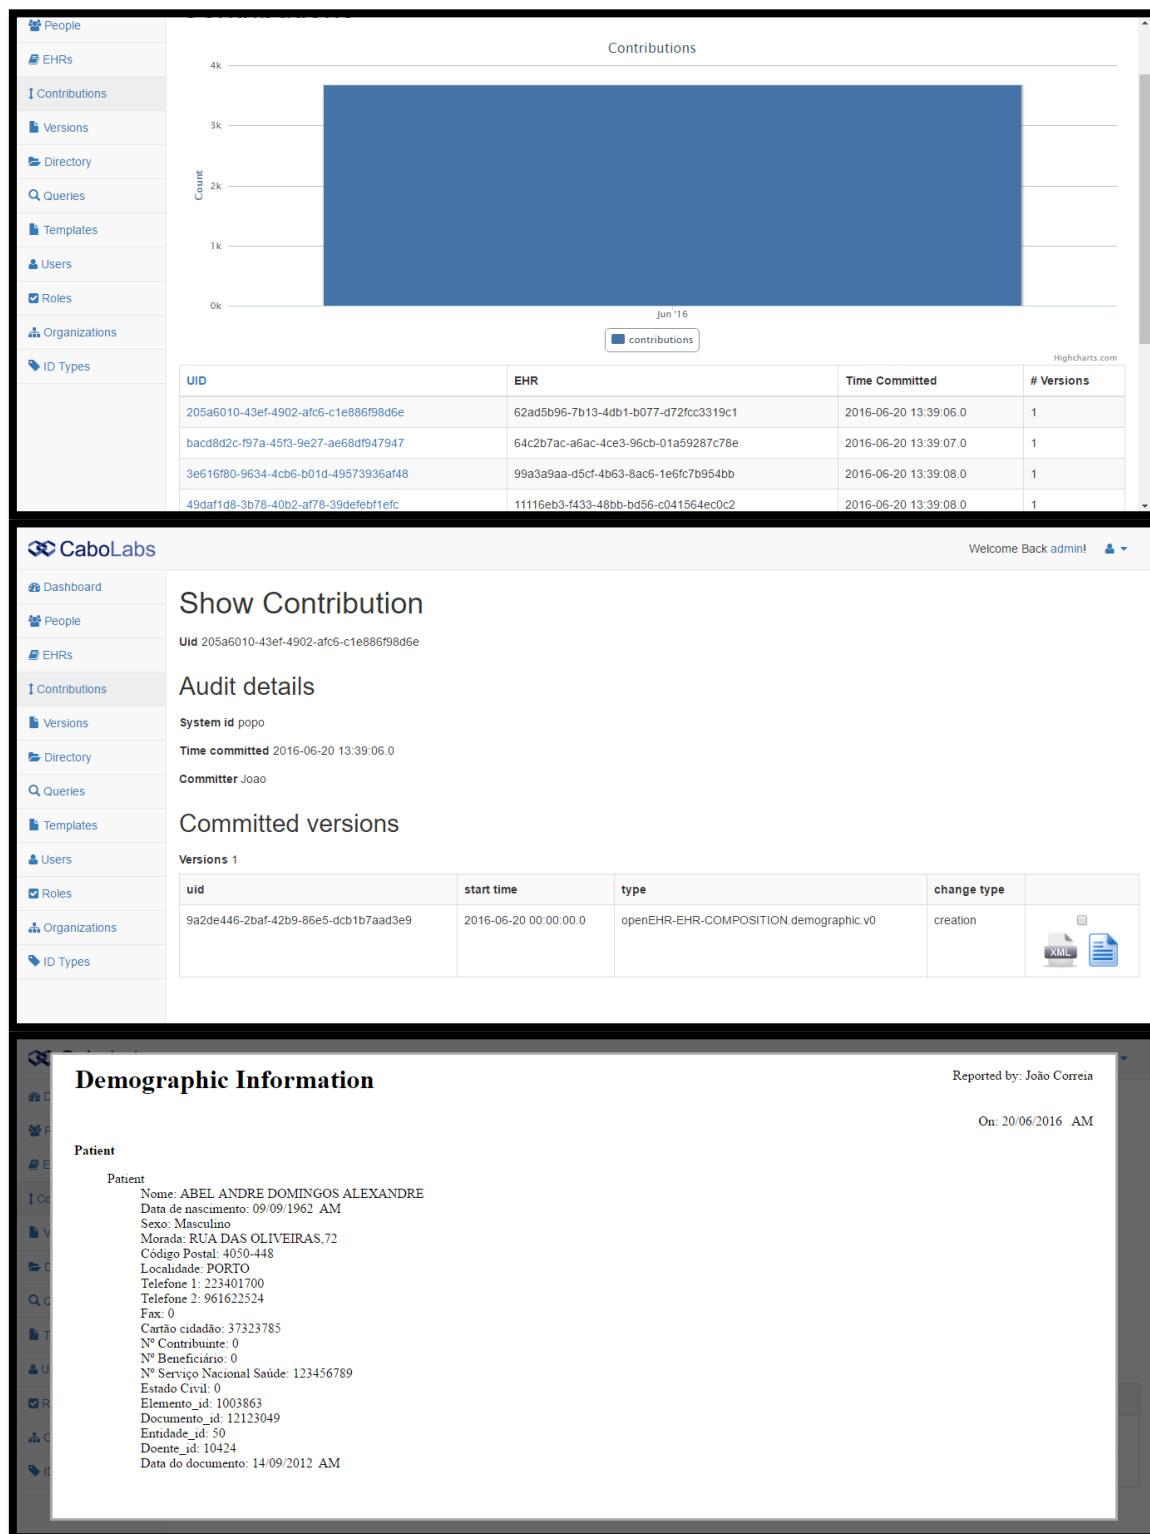 People
EHRs
Contributions
Versions
Directory
Queries
Templates
Users
Roles
Organizations
ID Types
Contributions
4k
3k
2k
1k
0k
Count
Jun '16
contributions
Highcharts.com
UID EHR Time Committed # Versions
205a6010-43ef-4902-afc6-c1e886f98d6e 62ad5b96-7b13-4db1-b077-d72fcc3319c1 2016-06-20 13:39:06.0 1
bacd8d2c-f97a-45f3-9e27-ae68df947947 64c2b7ac-a6ac-4ce3-96cb-01a59287c78e 2016-06-20 13:39:07.0 1
3e616f80-9634-4cb6-b01d-49573936af48 99a3a9aa-d5cf-4b63-8ac6-1e6fc7b954bb 2016-06-20 13:39:08.0 1
49daf1d8-3b78-40b2-af78-39defebf1efc 11116eb3-f433-48bb-bd56-c041564ec0c2 2016-06-20 13:39:08.0 1
CaboLabs
Welcome Back admin!
Dashboard
People
EHRs
Contributions
Versions
Directory
Queries
Templates
Users
Roles
Organizations
ID Types
Show Contribution
Uid 205a6010-43ef-4902-afc6-c1e886f98d6e
Audit details
System id popo
Time committed 2016-06-20 13:39:06.0
Committer Joao
Committed versions
Versions 1
uid start time type change type
9a2de446-2baf-42b9-86e5-dcb1b7aad3e9 2016-06-20 00:00:00.0 openEHR-EHR-COMPOSITION.demographic.v0 creation
XML
Demographic Information
Reported by: João Correia
On: 20/06/2016 AM
Patient
Patient
Nome: ABEL ANDRE DOMINGOS ALEXANDRE
Data de nascimento: 09/09/1962 AM
Sexo: Masculino
Morada: RUA DAS OLIVEIRAS,72
Código Postal: 4050-448
Localidade: PORTO
Telefone 1: 223401700
Telefone 2: 961622524
Fax: 0
Cartão cidadão: 37323785
Nº Contribuinte: 0
Nº Beneficiário: 0
Nº Serviço Nacional Saúde: 123456789
Estado Civil: 0
Elemento_id: 1003863
Documento_id: 12123049
Entidade_id: 50
Doente_id: 10424
Data do documento: 14/09/2012 AM